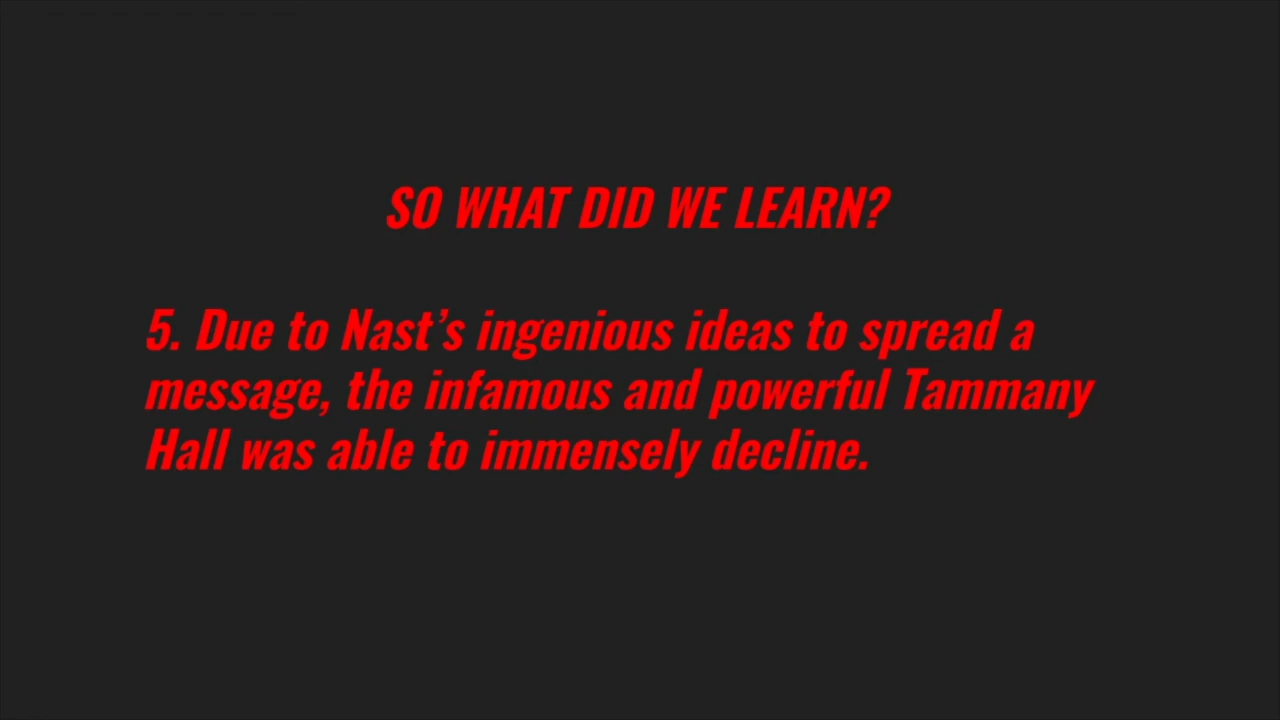 SO WHAT DID WE LEARN?
5. Due to Nast’s ingenious ideas to spread a
message, the infamous and powerful Tammany
Hall was able to immensely decline.